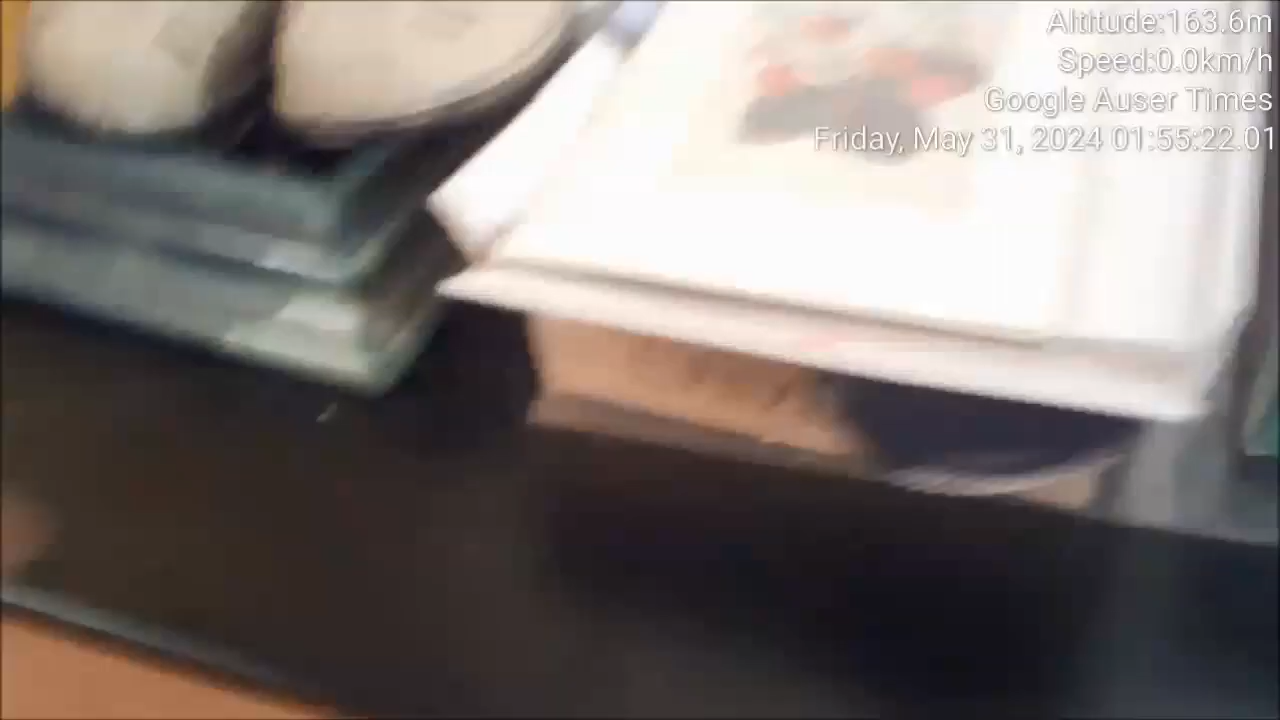 Altitude:163.6m
Speed:0.0km/h
Google Auser Times
Friday, May 31, 2024 01:55:22.01